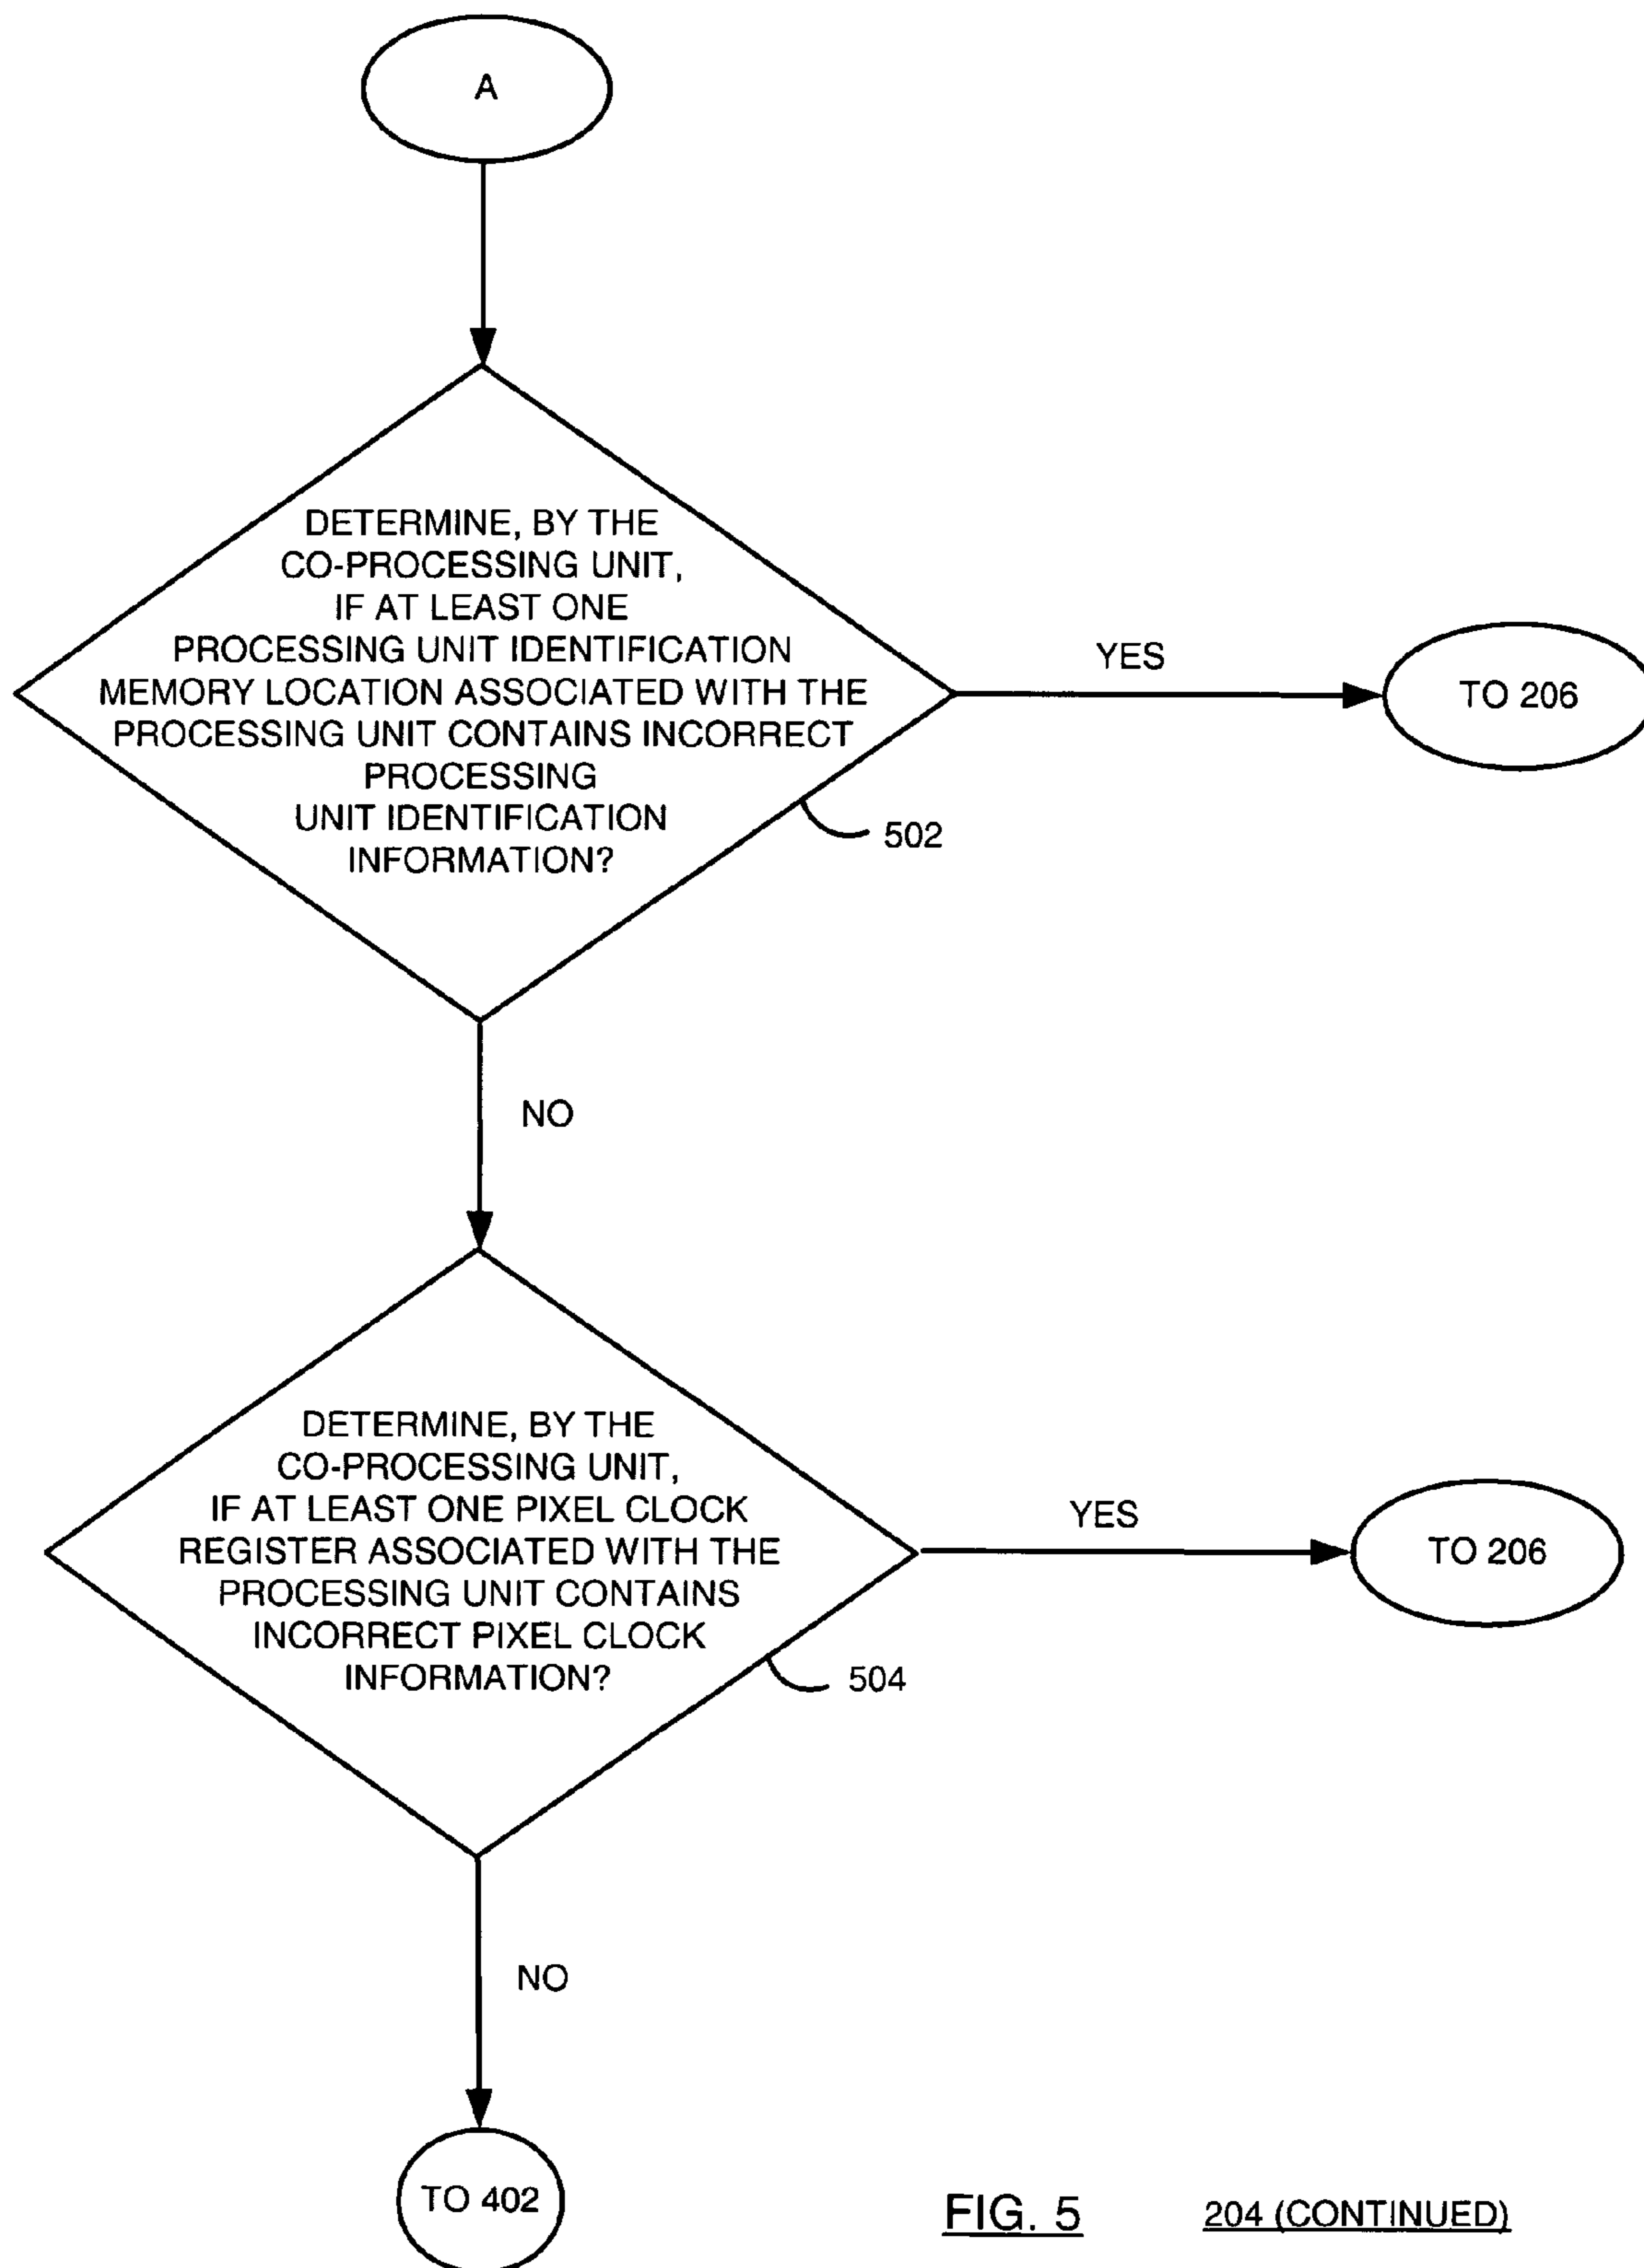 A
DETERMINE, BY THE
CO-PROCESSING UNIT,
IF AT LEAST ONE
PROCESSING UNIT IDENTIFICATION
MEMORY LOCATION ASSOCIATED WITH THE
PROCESSING UNIT CONTAINS INCORRECT
PROCESSING
UNIT IDENTIFICATION
INFORMATION?
YES
TO 206
502
NO
DETERMINE, BY THE
CO-PROCESSING UNIT,
IF AT LEAST ONE PIXEL CLOCK
REGISTER ASSOCIATED WITH THE
PROCESSING UNIT CONTAINS
INCORRECT PIXEL CLOCK
INFORMATION?
YES
TO 206
504
NO
TO 402
FIG. 5
204 (CONTINUED)